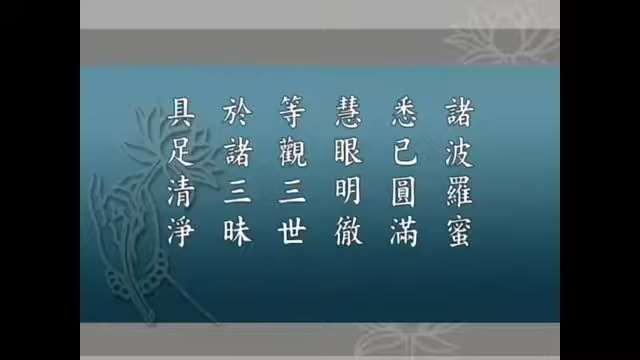 諸波羅蜜
悉已圓滿
慧眼明徹
等觀三世
於諸三昧
具足清淨